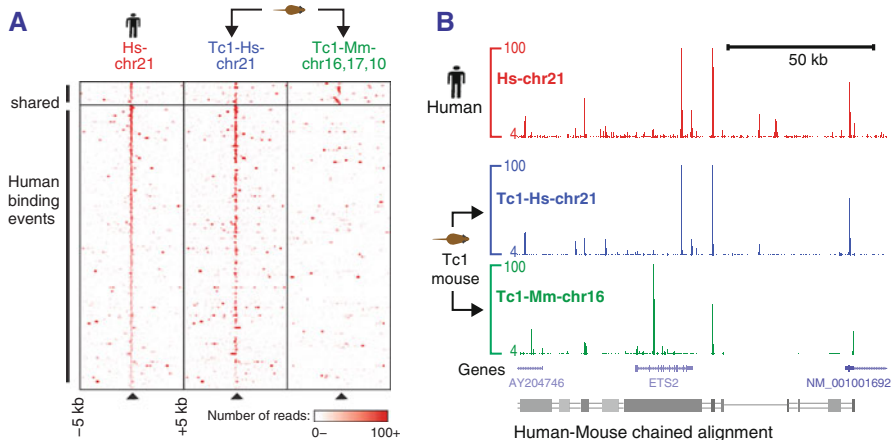 A
Hs-
chr21
Tc1-Hs-
chr21
Tc1-Mm-
chr16,17,10
shared
Human
binding
events
–5 kb
+5 kb
Number of reads:
0–
100+
B
50 kb
Human
100
Hs-chr21
4
Tc1
mouse
100
Tc1-Hs-chr21
4
100
Tc1-Mm-chr16
4
Genes
AY204746
ETS2
NM_001001692
Human-Mouse chained alignment